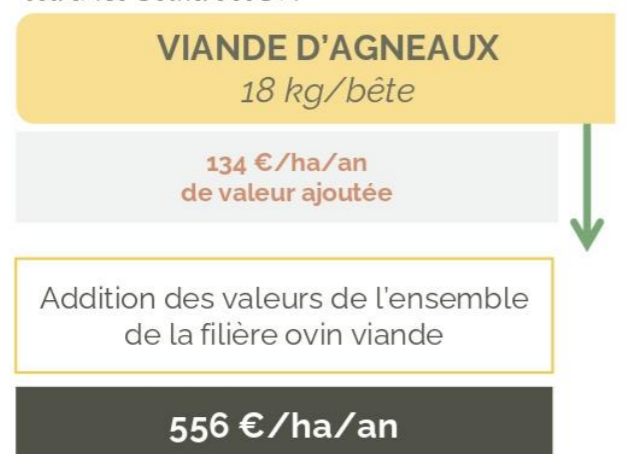 VIANDE D'AGNEAUX
18 kg/bête
134 €/ha/an
de valeur ajoutée
Addition des valeurs de l'ensemble
de la filière ovin viande
556 €/ha/an